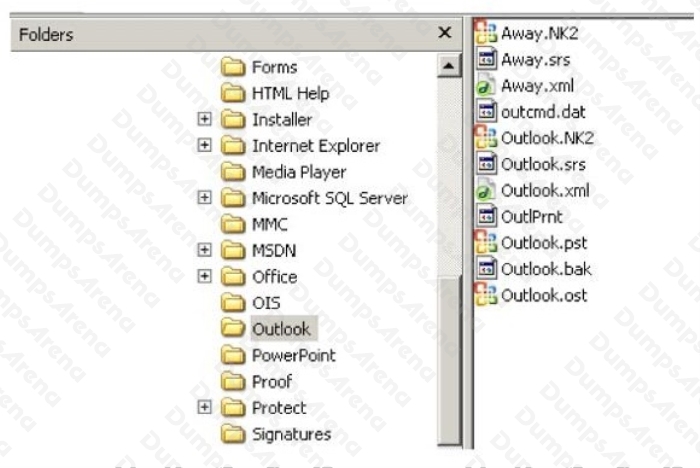 Folders
Forms
HTML Help
Installer
Internet Explorer
Media Player
Microsoft SQL Server
MMC
MSDN
Office
OIS
Outlook
PowerPoint
Proof
Protect
Signatures
Away.NK2
Away.srs
Away.xml
outcmd.dat
Outlook.NK2
Outlook.srs
Outlook.xml
OutlPrnt
Outlook.pst
Outlook.bak
Outlook.ost
DumpsArena